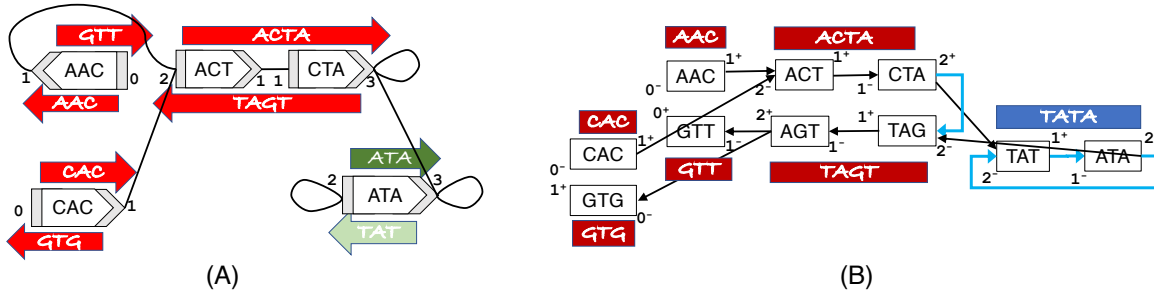 GTT
ACTA
1 AAC 0
2 ACT 1 1 CTA 3
AAC
TAGT
CAC
ATA
0 CAC 1
2 ATA 3
GTG
TAT
(A)
AAC
ACTA
0⁻ AAC 1⁺
2⁻ ACT 1⁺
1⁻ CTA 2⁺
CAC
0⁻ CAC 1⁺
0⁺ GTT 1⁻
2⁺ AGT 1⁻
1⁺ TAG 2⁻
TATA
2⁻ TAT 1⁺
1⁻ ATA 2
GTT
TAGT
1⁺ GTG 0⁻
GTG
(B)